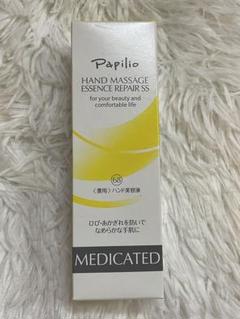 Papilio
HAND MASSAGE
ESSENCE REPAIR SS
for your beauty and
comfortable life
68
〈薬用〉ハンド美容液
ひび・あかぎれを防いで
なめらかな手肌に
MEDICATED